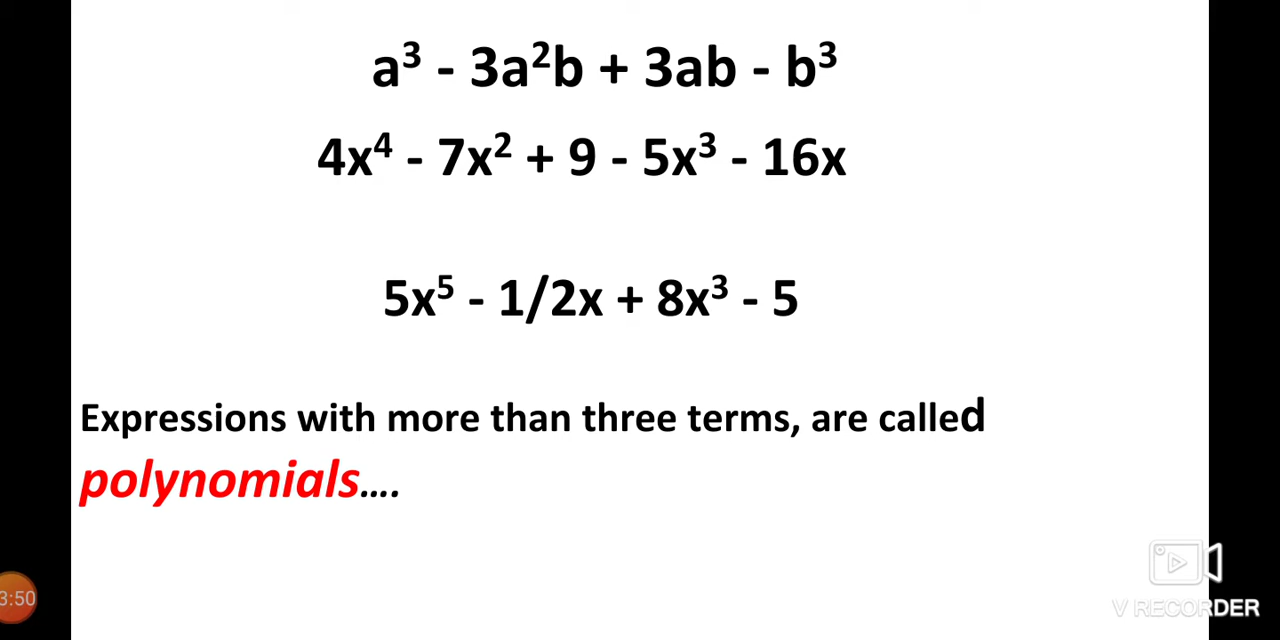 a³ - 3a²b + 3ab - b³
4x⁴ - 7x² + 9 - 5x³ - 16x
5x⁵ - 1/2x + 8x³ - 5
Expressions with more than three terms, are called
polynomials....
3:50
V RECORDER